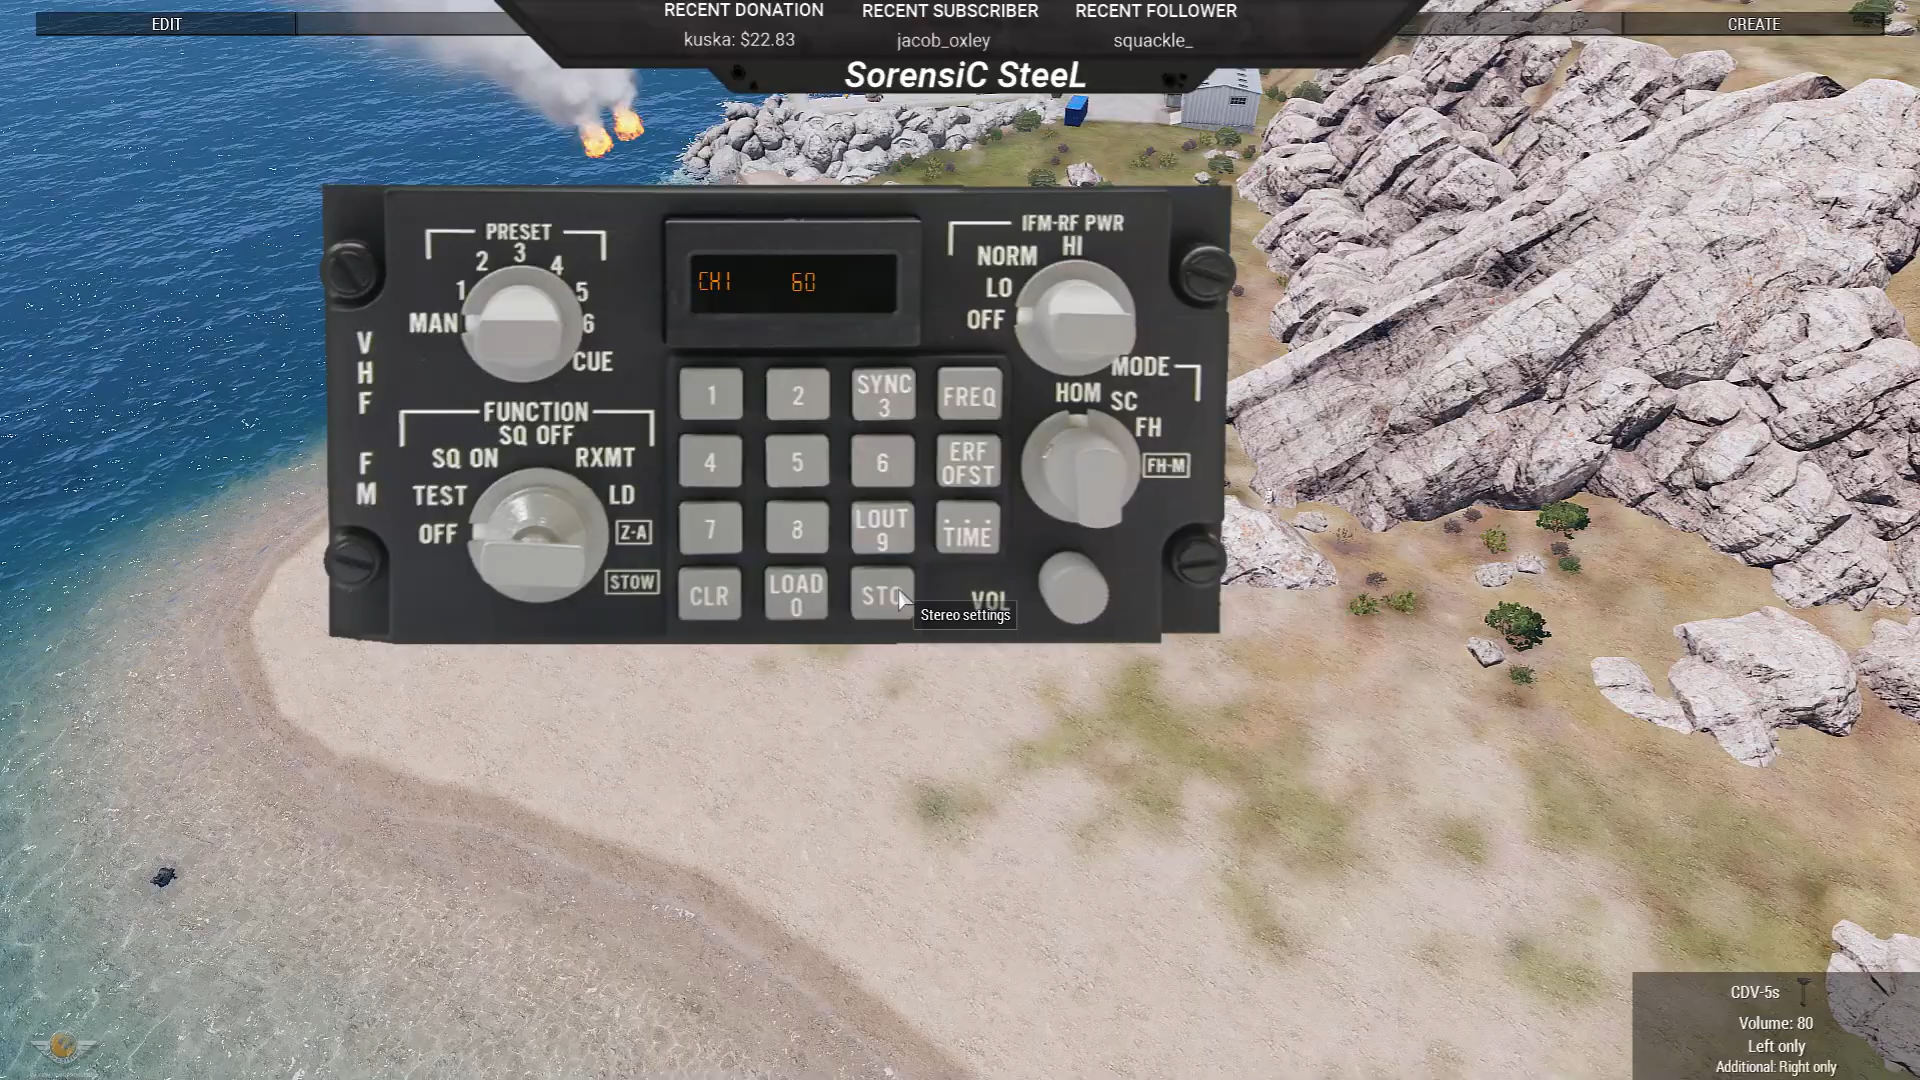 EDIT
RECENT DONATION
RECENT SUBSCRIBER
RECENT FOLLOWER
CREATE
kuska: $22.83
jacob_oxley
squackle_
SorensiC SteeL
PRESET
MAN
1
2
3
4
5
6
CUE
CH1 60
IFM-RF PWR
OFF
LO
NORM
HI
VHF
FM
FUNCTION
OFF
TEST
SQ ON
SQ OFF
RXMT
LD
Z-A
STOW
1
2
SYNC
3
FREQ
4
5
6
ERF
OFST
7
8
LOUT
9
TIME
CLR
LOAD
0
STO
MODE
HOM
SC
FH
FH-M
VOL
Stereo settings
CDV-5s
Volume: 80
Left only
Additional: Right only